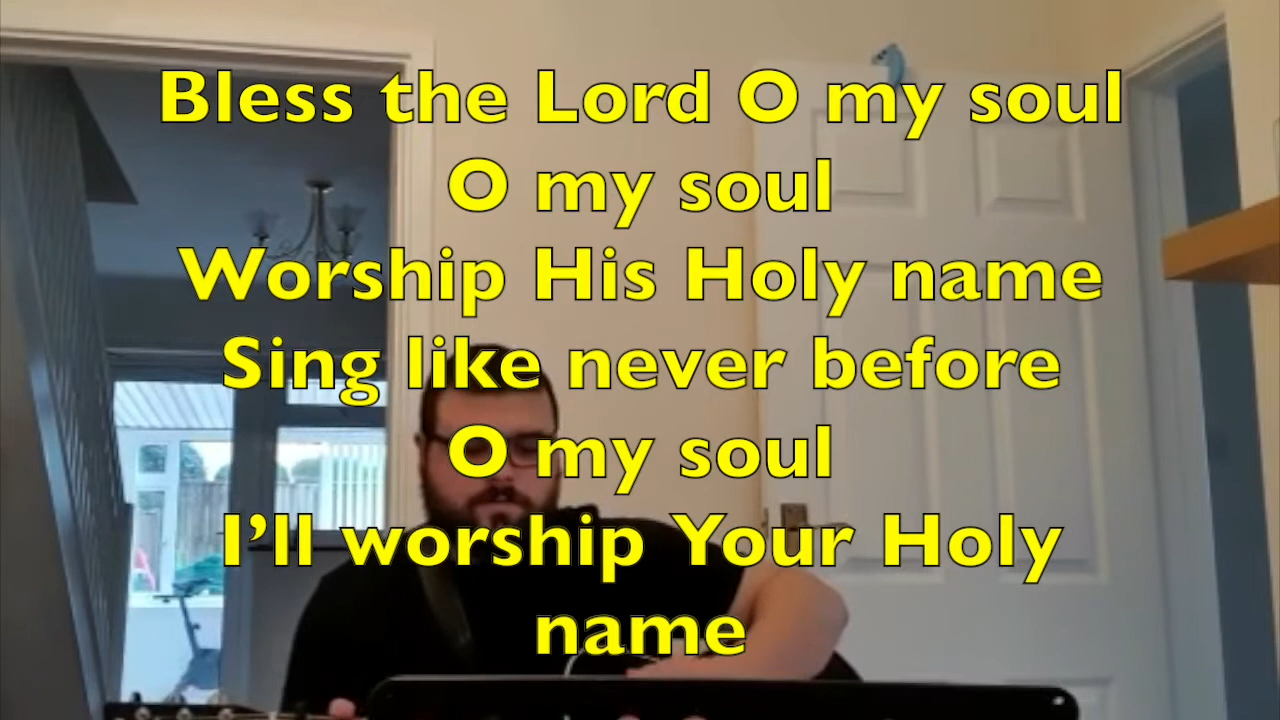 Bless the Lord O my soul
O my soul
Worship His Holy name
Sing like never before
O my soul
I’ll worship Your Holy
name